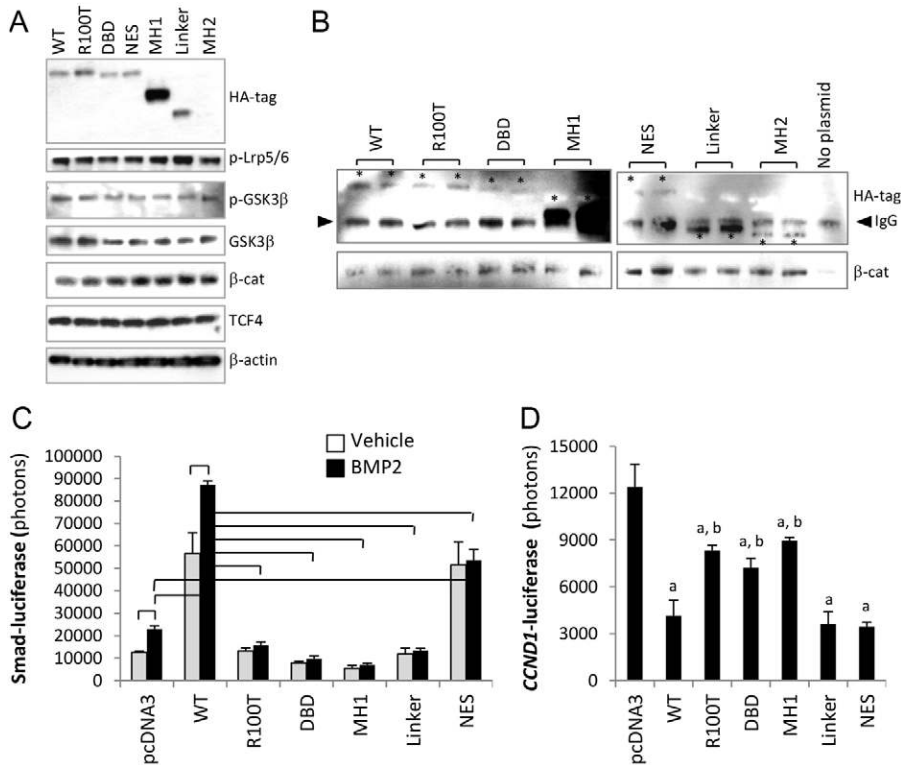 A
WT
R100T
DBD
NES
MH1
Linker
MH2
HA-tag
p-Lrp5/6
p-GSK3β
GSK3β
β-cat
TCF4
β-actin
B
WT
R100T
DBD
MH1
NES
Linker
MH2
No plasmid
* * * * * * * *
* * * * * *
HA-tag
IgG
β-cat
C
Vehicle
BMP2
Smad-luciferase (photons)
100000
90000
80000
70000
60000
50000
40000
30000
20000
10000
0
pcDNA3
WT
R100T
DBD
MH1
Linker
NES
D
CCND1-luciferase (photons)
15000
12000
9000
6000
3000
0
a
a, b
a, b
a, b
a
a
pcDNA3
WT
R100T
DBD
MH1
Linker
NES